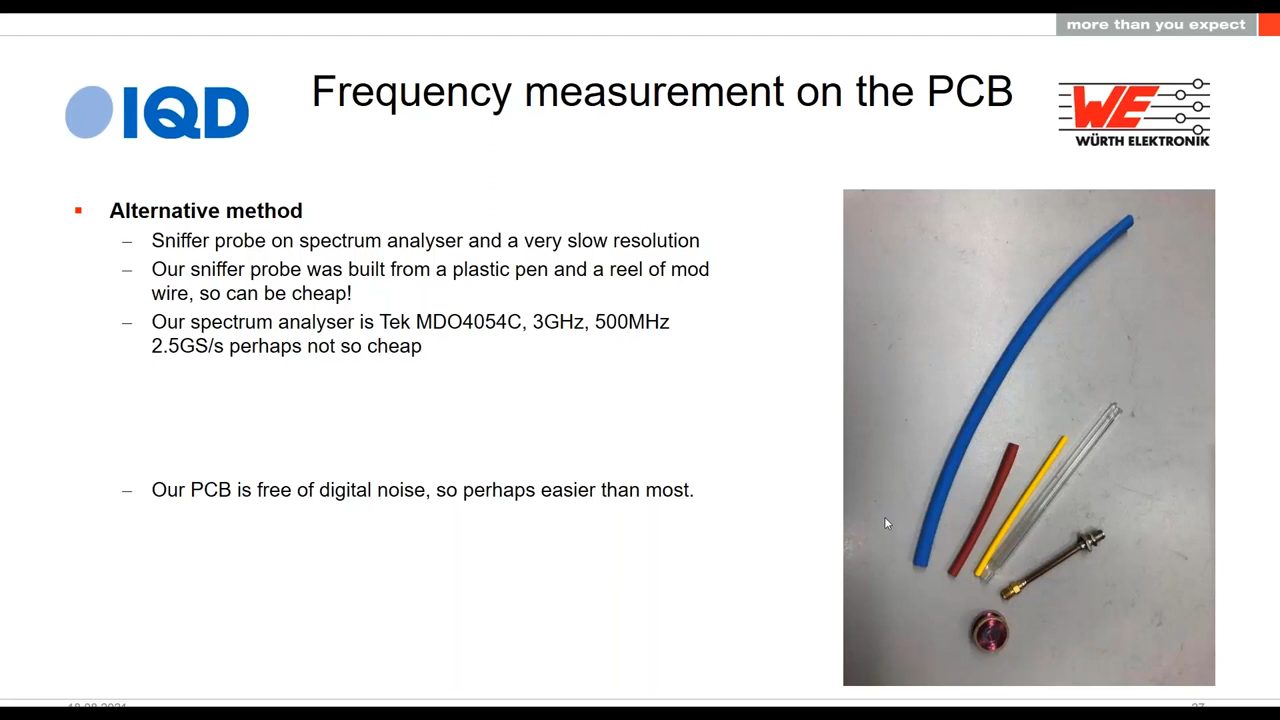 more than you expect
IQD
Frequency measurement on the PCB
WE
WÜRTH ELEKTRONIK
Alternative method
– Sniffer probe on spectrum analyser and a very slow resolution
– Our sniffer probe was built from a plastic pen and a reel of mod
wire, so can be cheap!
– Our spectrum analyser is Tek MDO4054C, 3GHz, 500MHz
2.5GS/s perhaps not so cheap
– Our PCB is free of digital noise, so perhaps easier than most.